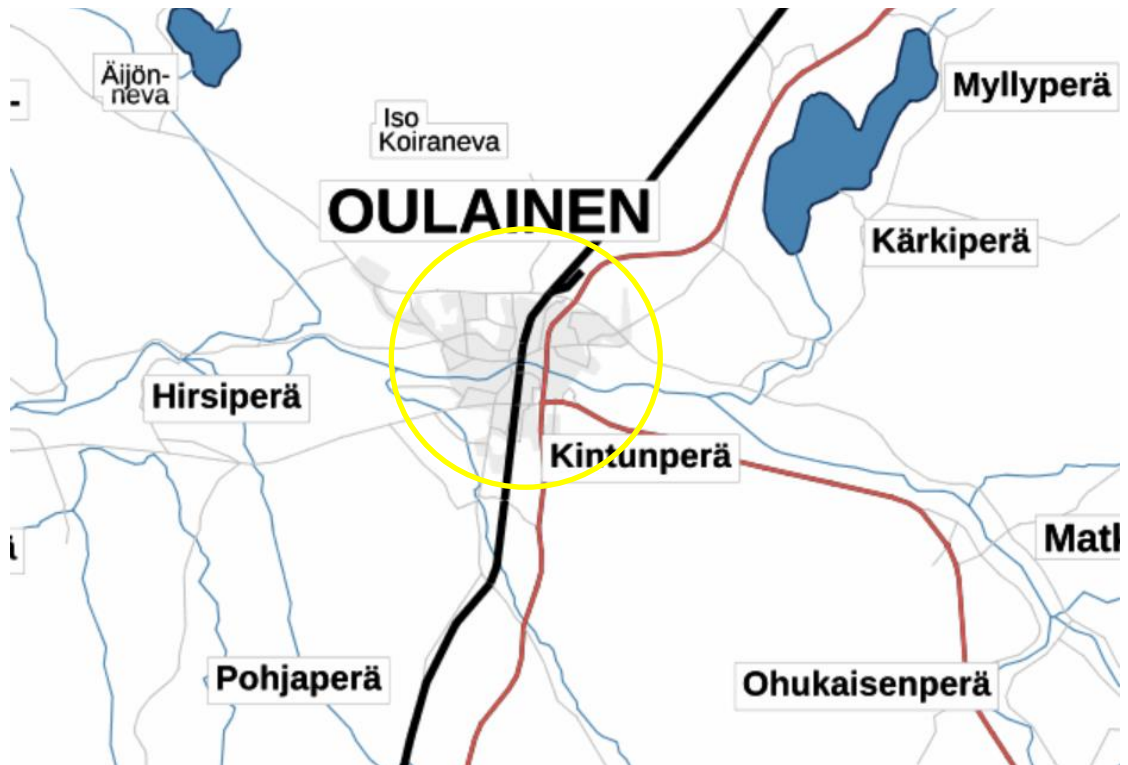 Äijön-
neva
Myllyperä
Iso
Koiraneva
OULAINEN
Kärkiperä
Hirsiperä
Kintunperä
Pohjaperä
Ohukaisenperä